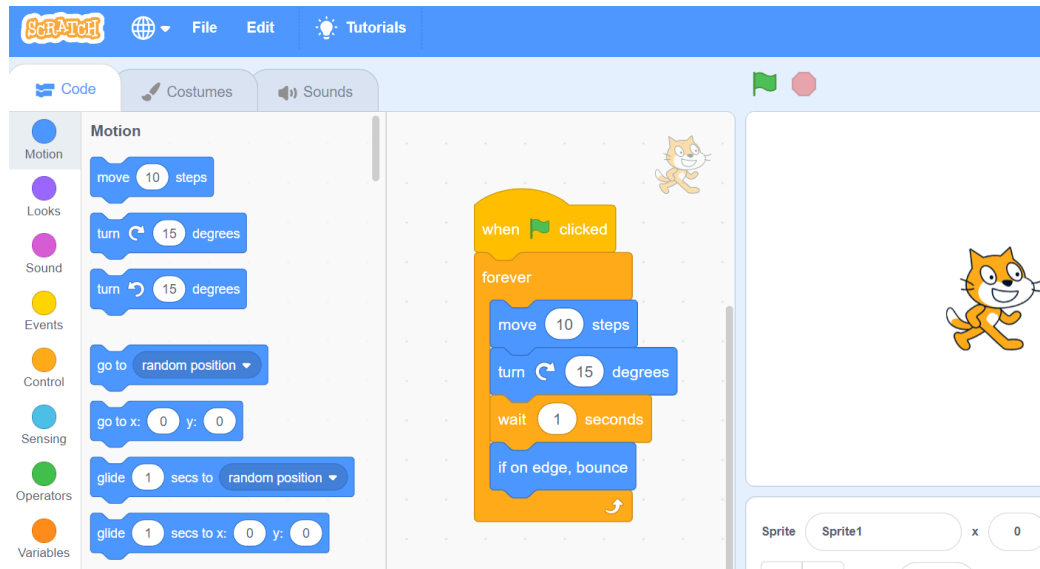 SCRATCH File Edit Tutorials
Code Costumes Sounds
Motion
Looks
Sound
Events
Control
Sensing
Operators
Variables
Motion
move 10 steps
turn 15 degrees
turn 15 degrees
go to random position
go to x: 0 y: 0
glide 1 secs to random position
glide 1 secs to x: 0 y: 0
when clicked
forever
move 10 steps
turn 15 degrees
wait 1 seconds
if on edge, bounce
Sprite Sprite1 x 0